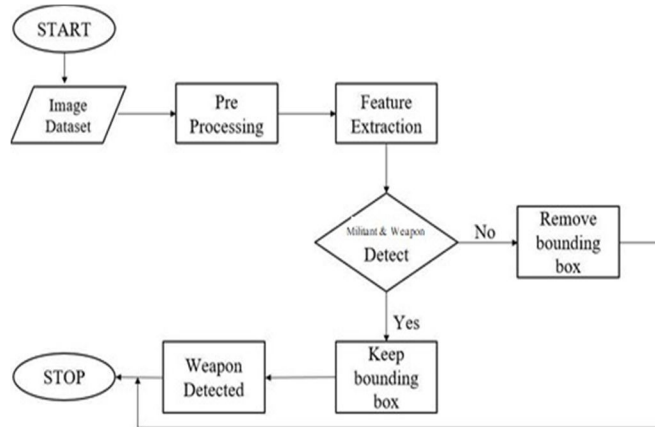 START
Image
Dataset
Pre
Processing
Feature
Extraction
Militant & Weapon
Detect
No
Remove
bounding
box
Yes
Keep
bounding
box
Weapon
Detected
STOP